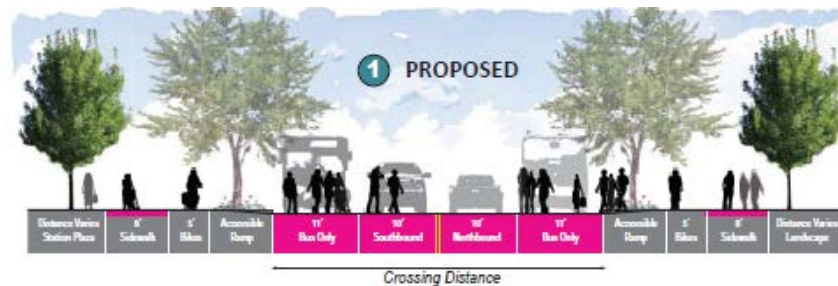 1 PROPOSED
Distance Varies
Station Plaza
8'
Sidewalk
5'
Bikes
Accessible
Ramp
11'
Bus Only
10'
Southbound
10'
Northbound
11'
Bus Only
Accessible
Ramp
5'
Bikes
8'
Sidewalk
Distance Varies
Landscape
Crossing Distance